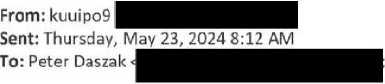 From: kuuipo9
Sent: Thursday, May 23, 2024 8:12 AM
To: Peter Daszak <